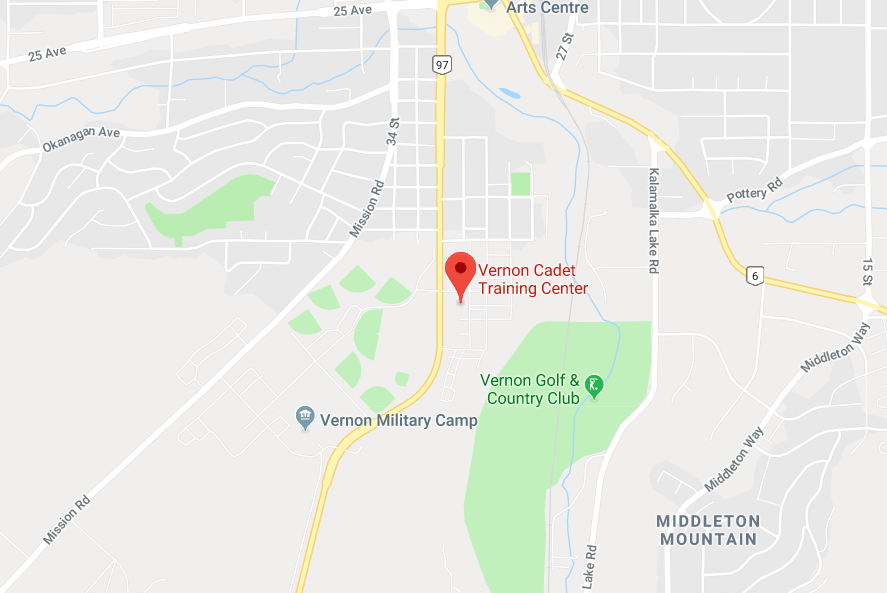 Arts Centre
25 Ave
25 Ave
27 St
97
Okanagan Ave
34 St
Kalamalka Lake Rd
Pottery Rd
Mission Rd
Vernon Cadet
Training Center
6
15 St
Middleton Way
Vernon Golf &
Country Club
Vernon Military Camp
Middleton Way
Mission Rd
MIDDLETON
MOUNTAIN
Lake Rd